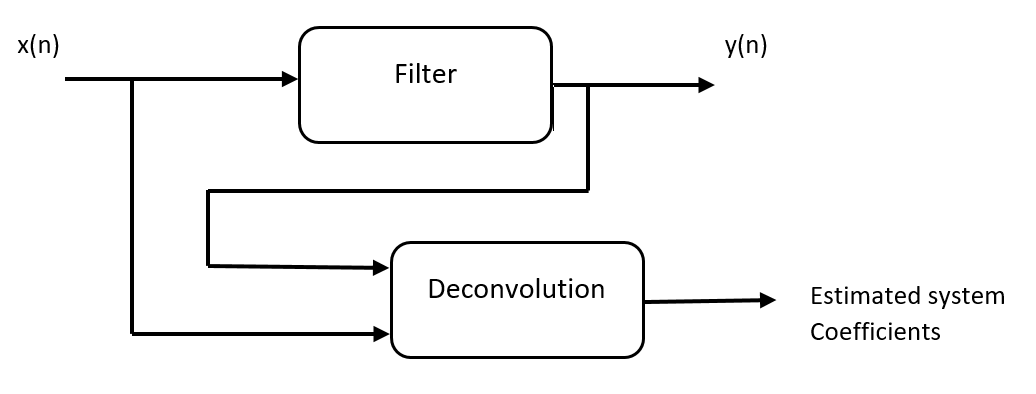 x(n)
Filter
y(n)
Deconvolution
Estimated system
Coefficients